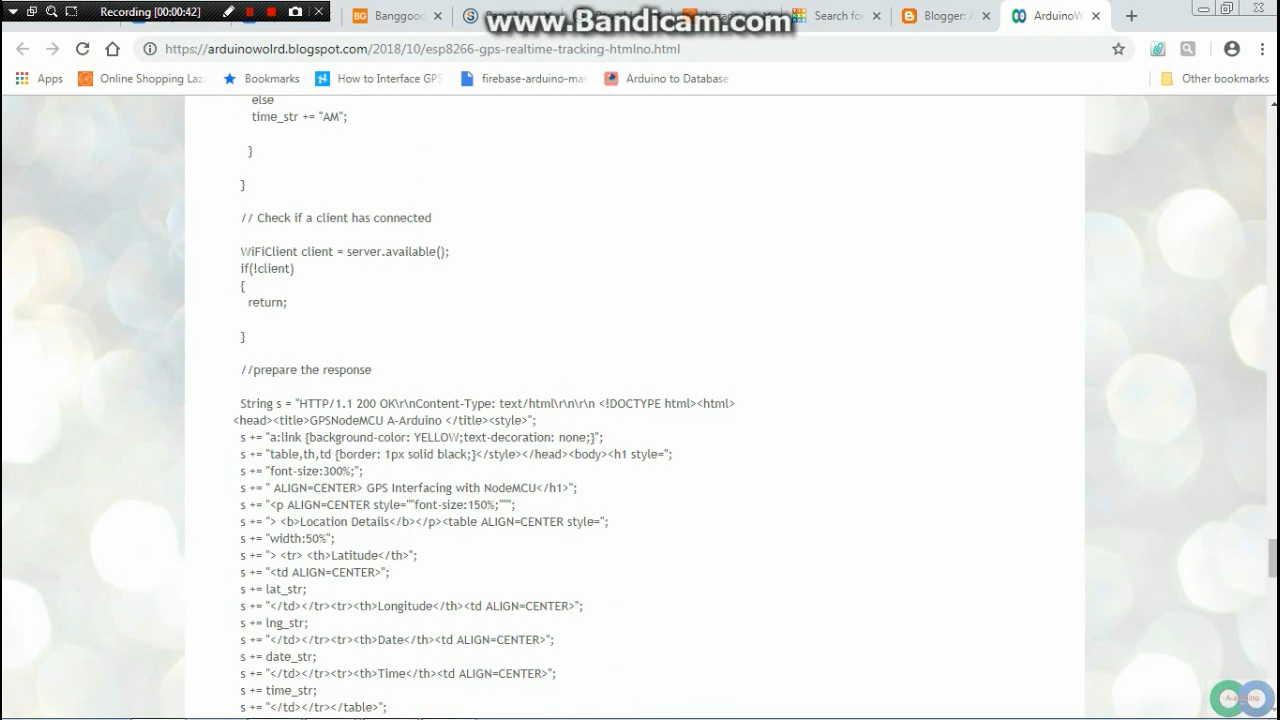 Recording [00:00:42]
BG Banggood
www.Bandicam.com
Search for
Blogger: A
ArduinoW
https://arduinowolrd.blogspot.com/2018/10/esp8266-gps-realtime-tracking-htmlno.html
Apps
Online Shopping Laz
Bookmarks
How to Interface GPS
firebase-arduino-mas
Arduino to Database
Other bookmarks
else
time_str += "AM";
}
}
// Check if a client has connected
WiFiClient client = server.available();
if(!client)
{
return;
}
//prepare the response
String s = "HTTP/1.1 200 OK\r\nContent-Type: text/html\r\n\r\n <!DOCTYPE html><html>
<head><title>GPSNodeMCU A-Arduino </title><style>";
s += "a:link {background-color: YELLOW;text-decoration: none;}";
s += "table,th,td {border: 1px solid black;}</style></head><body><h1 style=";
s += "font-size:300%;";
s += " ALIGN=CENTER> GPS Interfacing with NodeMCU</h1>";
s += "<p ALIGN=CENTER style=""font-size:150%;""";
s += "> <b>Location Details</b></p><table ALIGN=CENTER style=";
s += "width:50%";
s += "> <tr> <th>Latitude</th>";
s += "<td ALIGN=CENTER>";
s += lat_str;
s += "</td></tr><tr><th>Longitude</th><td ALIGN=CENTER>";
s += lng_str;
s += "</td></tr><tr><th>Date</th><td ALIGN=CENTER>";
s += date_str;
s += "</td></tr><tr><th>Time</th><td ALIGN=CENTER>";
s += time_str;
s += "</td></tr></table>";
A-arduino